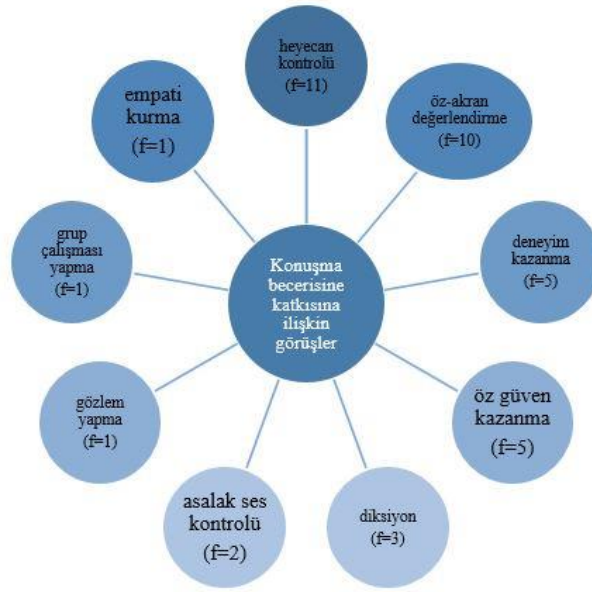 heyecan
kontrolü
(f=11)
öz-akran
değerlendirme
(f=10)
deneyim
kazanma
(f=5)
öz güven
kazanma
(f=5)
diksiyon
(f=3)
asalak ses
kontrolü
(f=2)
gözlem
yapma
(f=1)
grup
çalışması
yapma
(f=1)
empati
kurma
(f=1)
Konuşma
becerisine
katkısına
ilişkin
görüşler